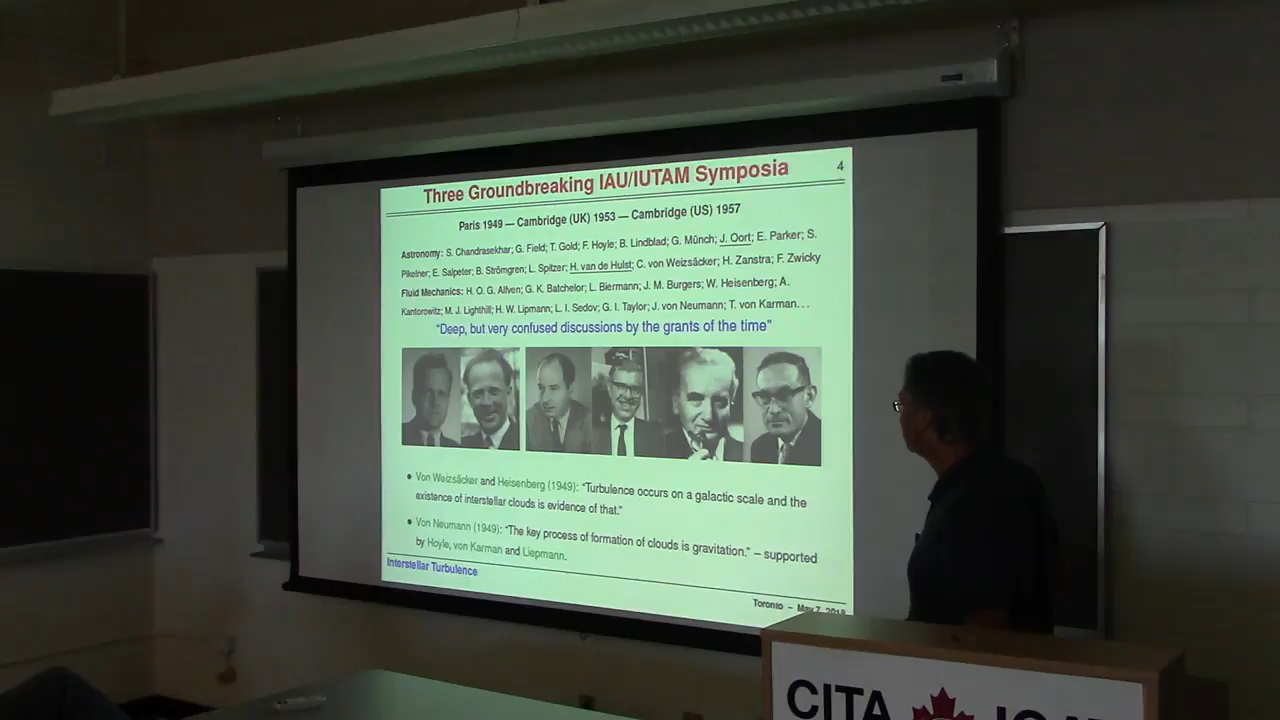 Three Groundbreaking IAU/IUTAM Symposia
4
Paris 1949 — Cambridge (UK) 1953 — Cambridge (US) 1957
Astronomy: S. Chandrasekhar; G. Field; T. Gold; F. Hoyle; B. Lindblad; G. Münch; J. Oort; E. Parker; S.
Pikelner; E. Salpeter; B. Strömgren; L. Spitzer; H. van de Hulst; C. von Weizsäcker; H. Zanstra; F. Zwicky
Fluid Mechanics: H. O. G. Alfven; G. K. Batchelor; L. Biermann; J. M. Burgers; W. Heisenberg; A.
Kantorowitz; M. J. Lighthill; H. W. Lipmann; L. I. Sedov; G. I. Taylor; J. von Neumann; T. von Karman...
"Deep, but very confused discussions by the grants of the time"
• Von Weizsäcker and Heisenberg (1949): "Turbulence occurs on a galactic scale and the
existence of interstellar clouds is evidence of that."
• Von Neumann (1949): "The key process of formation of clouds is gravitation." – supported
by Hoyle, von Karman and Liepmann.
Interstellar Turbulence
Toronto – May 7, 2018
CITA